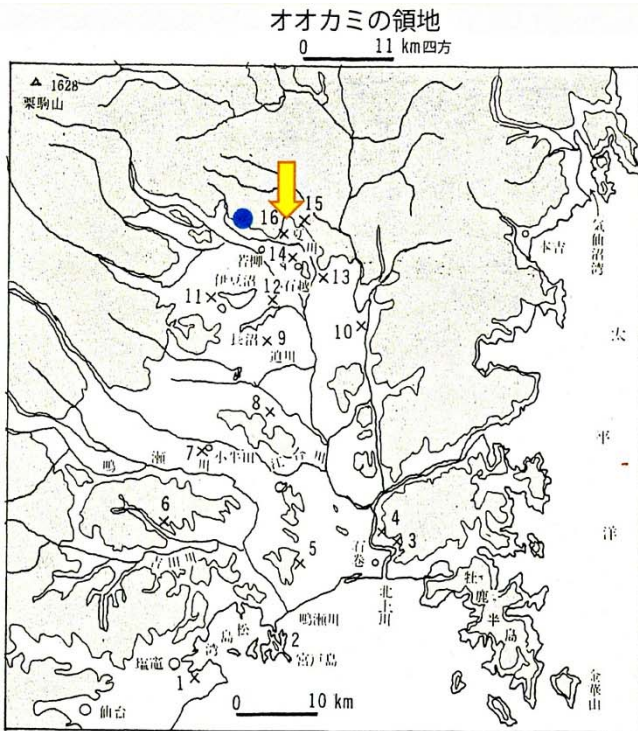 オオカミの領地
0 11 km四方
1628
栗駒山
15
16
夏川
若柳
14
13
本吉
気仙沼湾
伊豆沼
石越
11
12
10
長沼
9
迫川
太平洋
8
7
小牛田
江合川
鳴瀬川
6
4
3
5
石巻
吉田川
鳴瀬川
北上川
牡鹿半島
松島湾
2
宮戸島
塩竈
1
金華山
仙台
0 10 km